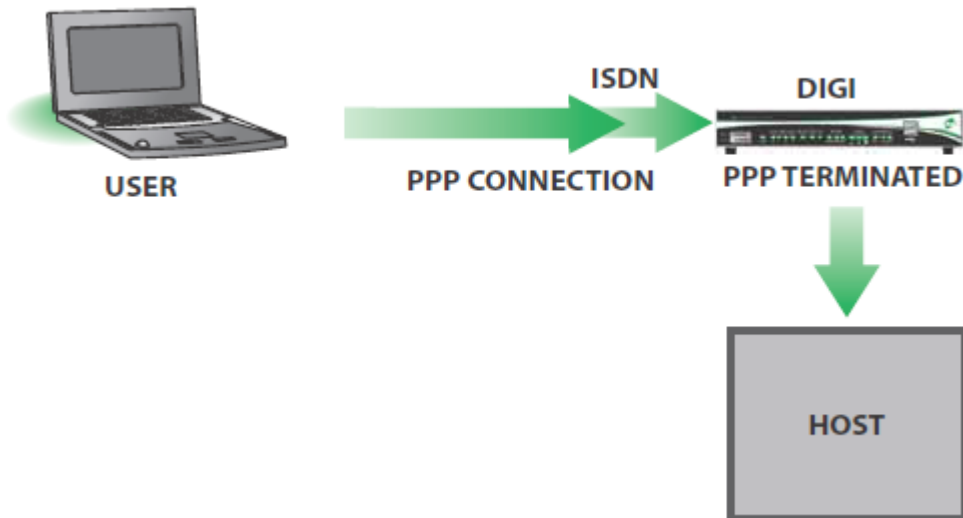 ISDN
DIGI
USER
PPP CONNECTION
PPP TERMINATED
HOST